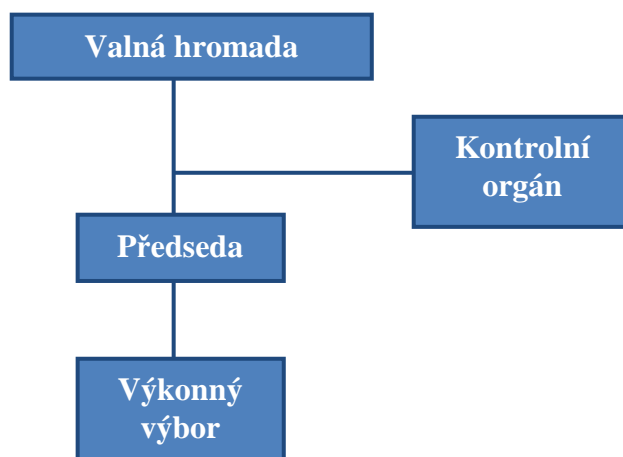 Valná hromada
Kontrolní
orgán
Předseda
Výkonný
výbor